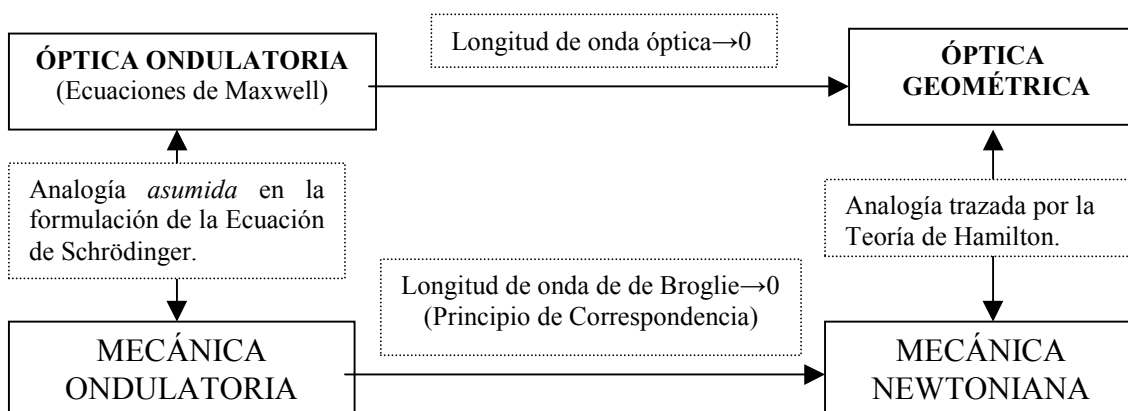 Longitud de onda óptica→0
ÓPTICA ONDULATORIA
(Ecuaciones de Maxwell)
ÓPTICA
GEOMÉTRICA
Analogía asumida en la
formulación de la Ecuación
de Schrödinger.
Analogía trazada por la
Teoría de Hamilton.
Longitud de onda de de Broglie→0
(Principio de Correspondencia)
MECÁNICA
ONDULATORIA
MECÁNICA
NEWTONIANA